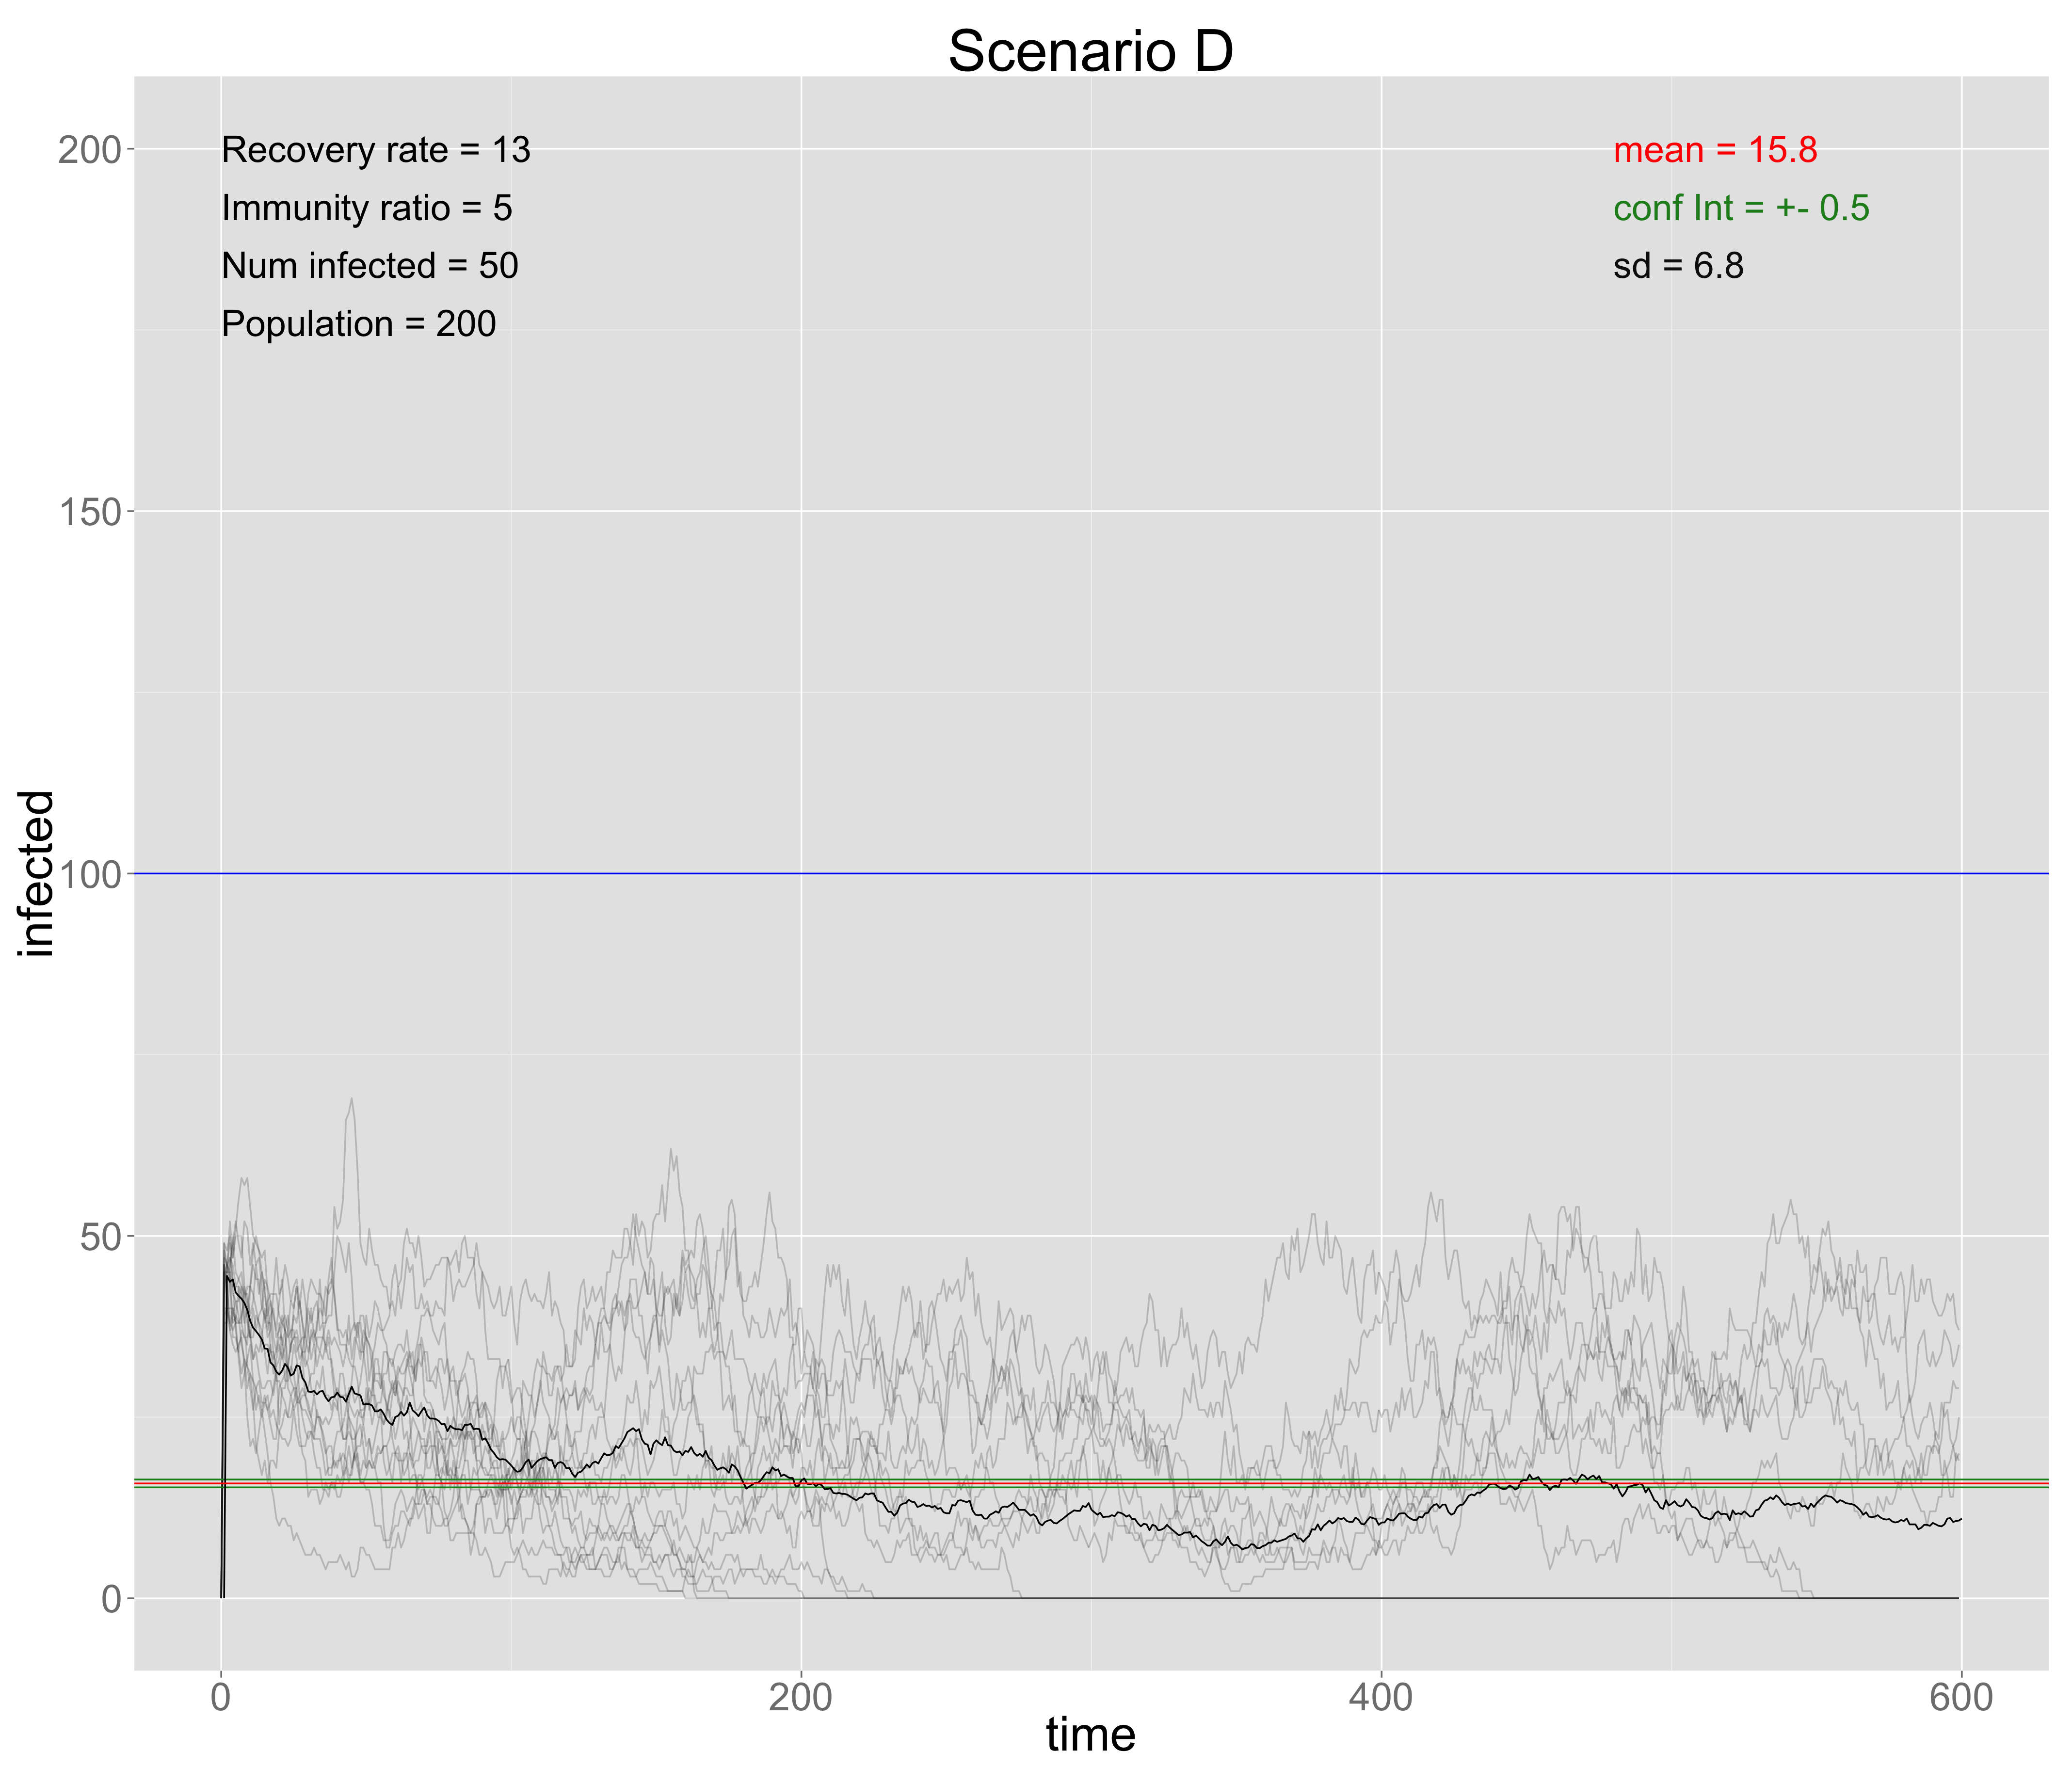 Scenario D
Recovery rate = 13
Immunity ratio = 5
Num infected = 50
Population = 200
mean = 15.8
conf Int = +- 0.5
sd = 6.8
infected
200
150
100
50
0
0 200 400 600
time